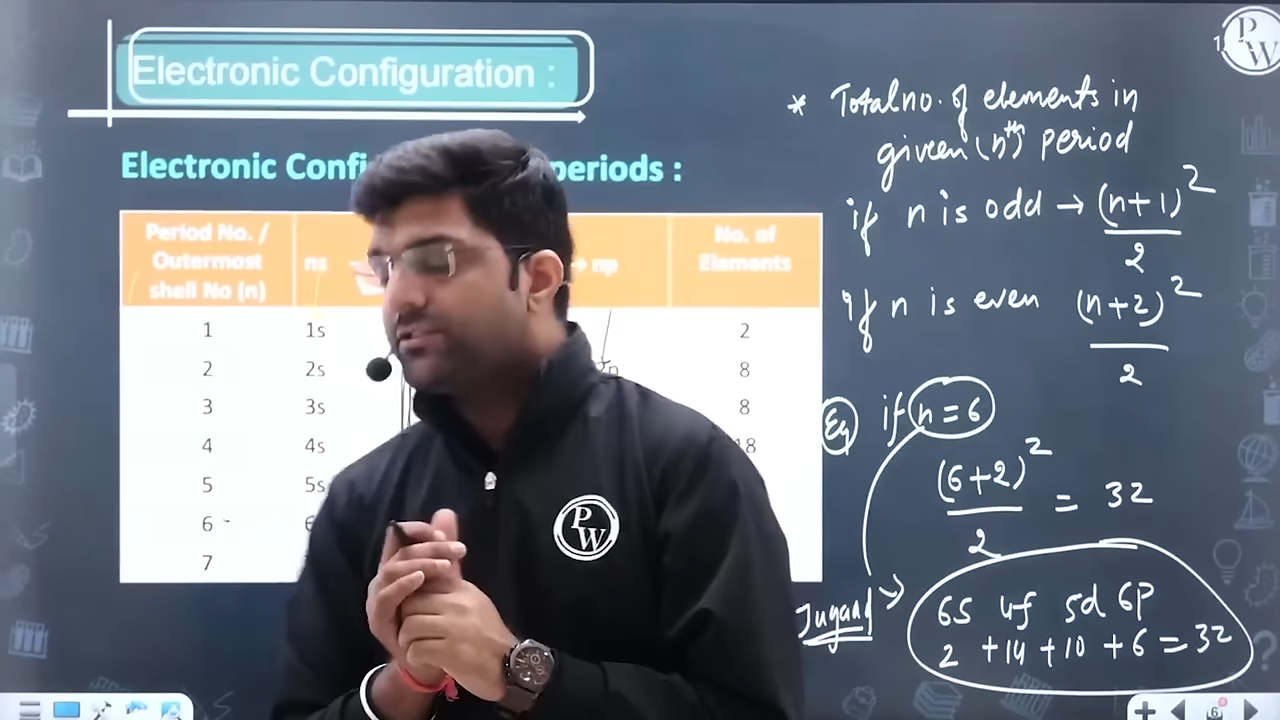 Electronic Configuration :
Electronic Confi periods :
Period No. / Outermost shell No (n)
ns
np
No. of Elements
1 1s 2
2 2s 8
3 3s 8
4 4s 18
5 5s
6
7
PW
PW
* Total no. of elements in
given (nth) period
if n is odd → (n+1)²
2
if n is even (n+2)²
2
Eg if n = 6
(6+2)² = 32
2
Jugaad
6s 4f 5d 6p
2 +14 +10 +6 = 32
6